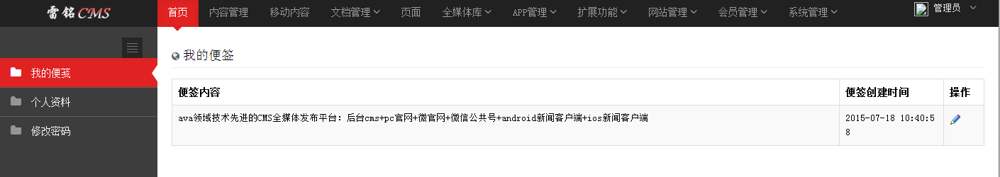 雷铭CMS
首页 内容管理 移动内容 文档管理 页面 全媒体库 APP管理 扩展功能 网站管理 会员管理 系统管理 管理员
我的便笺
个人资料
修改密码
我的便签
便签内容 便签创建时间 操作
ava领域技术先进的CMS全媒体发布平台：后台cms+pc官网+微官网+微信公共号+android新闻客户端+ios新闻客户端 2015-07-18 10:40:5
8